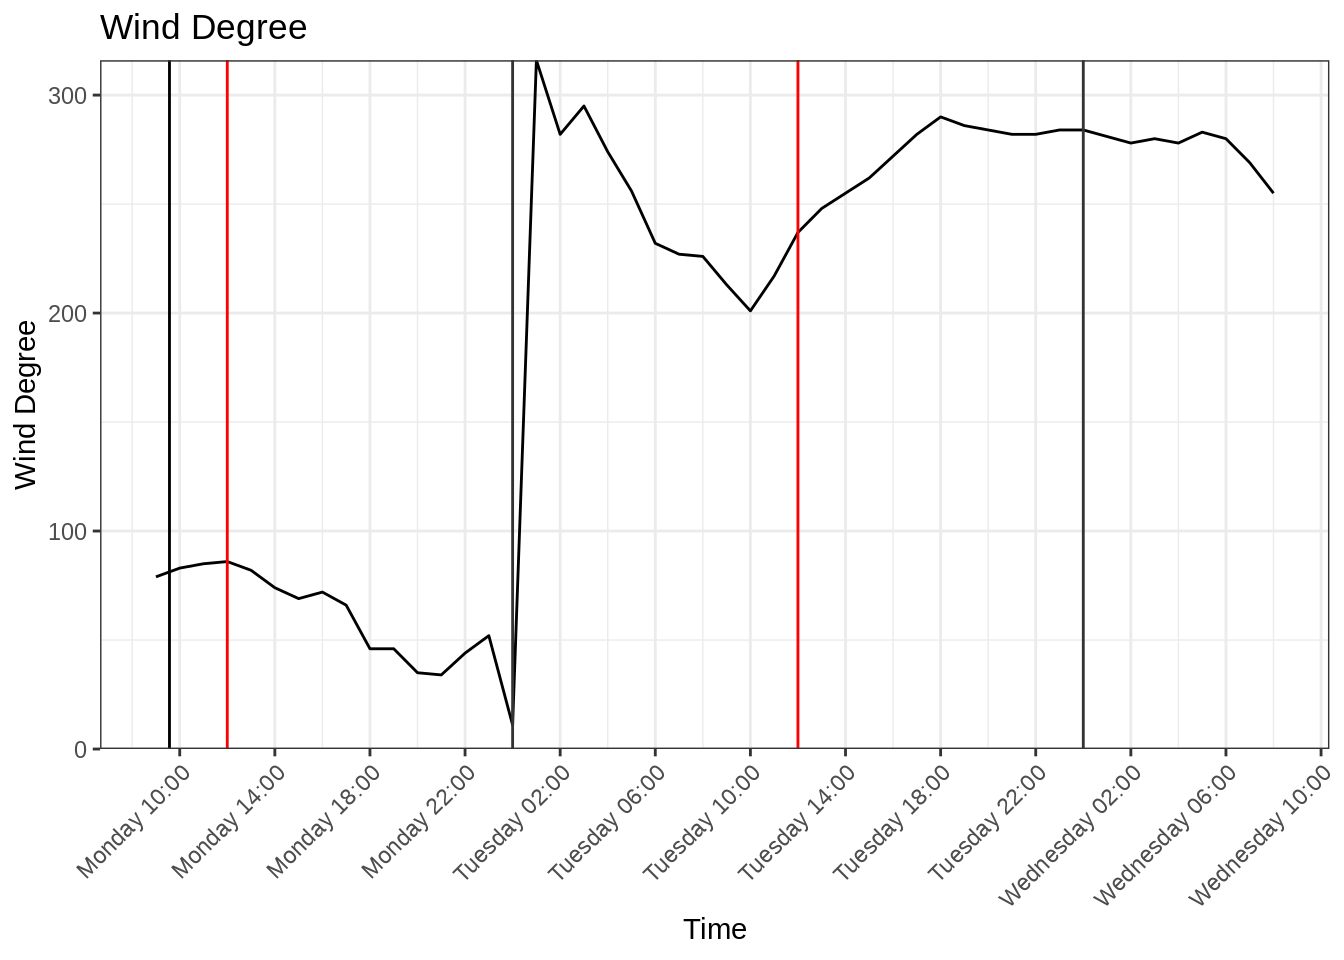 Wind Degree
Wind Degree
300
200
100
0
Monday 10:00
Monday 14:00
Monday 18:00
Monday 22:00
Tuesday 02:00
Tuesday 06:00
Tuesday 10:00
Tuesday 14:00
Tuesday 18:00
Tuesday 22:00
Wednesday 02:00
Wednesday 06:00
Wednesday 10:00
Time